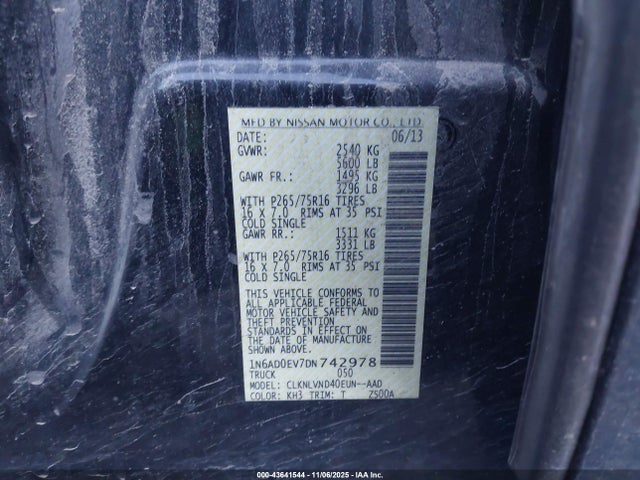 MFD BY NISSAN MOTOR CO., LTD.
DATE: 06/13
GVWR: 2540 KG
5600 LB
GAWR FR.: 1495 KG
3296 LB
WITH P265/75R16 TIRES
16 X 7.0 RIMS AT 35 PSI
COLD SINGLE
GAWR RR.: 1511 KG
3331 LB
WITH P265/75R16 TIRES
16 X 7.0 RIMS AT 35 PSI
COLD SINGLE
THIS VEHICLE CONFORMS TO
ALL APPLICABLE FEDERAL
MOTOR VEHICLE SAFETY AND
THEFT PREVENTION
STANDARDS IN EFFECT ON
THE DATE OF MANUFACTURE
SHOWN ABOVE.
1N6AD0EV7DN742978
TRUCK 050
MODEL: CLKNLVND40EUN--AAD
COLOR: KH3 TRIM: T Z500A
000-43641544 - 11/06/2025 - IAA Inc.